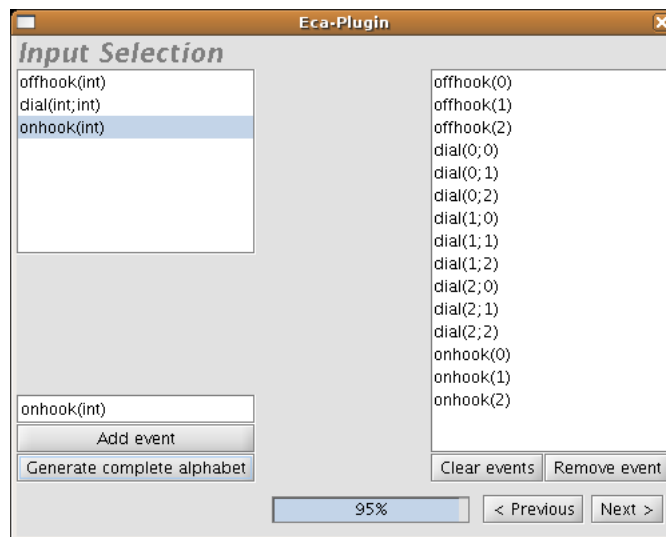 Eca-Plugin
Input Selection
offhook(int)
dial(int;int)
onhook(int)
offhook(0)
offhook(1)
offhook(2)
dial(0;0)
dial(0;1)
dial(0;2)
dial(1;0)
dial(1;1)
dial(1;2)
dial(2;0)
dial(2;1)
dial(2;2)
onhook(0)
onhook(1)
onhook(2)
onhook(int)
Add event
Generate complete alphabet
Clear events
Remove event
95%
< Previous
Next >